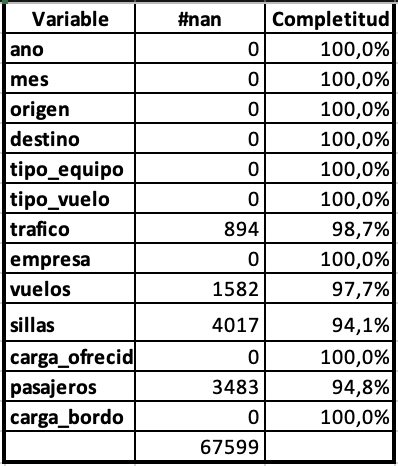 Variable #nan Completitud
ano 0 100,0%
mes 0 100,0%
origen 0 100,0%
destino 0 100,0%
tipo_equipo 0 100,0%
tipo_vuelo 0 100,0%
trafico 894 98,7%
empresa 0 100,0%
vuelos 1582 97,7%
sillas 4017 94,1%
carga_ofrecid 0 100,0%
pasajeros 3483 94,8%
carga_bordo 0 100,0%
67599